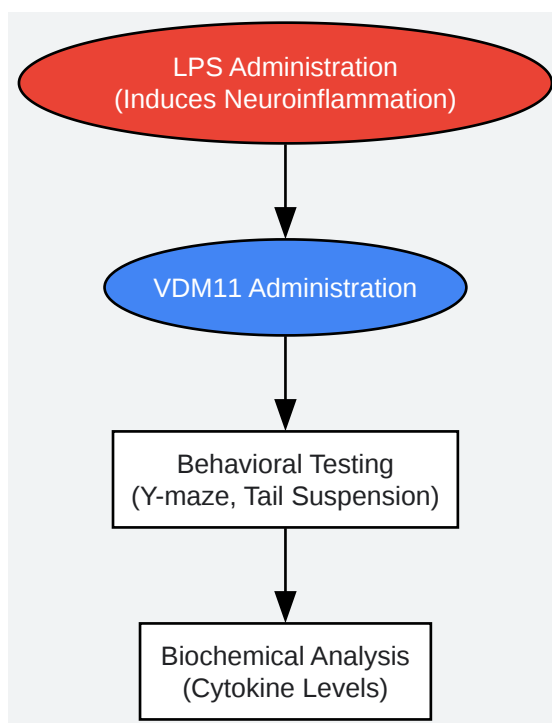 LPS Administration
(Induces Neuroinflammation)
VDM11 Administration
Behavioral Testing
(Y-maze, Tail Suspension)
Biochemical Analysis
(Cytokine Levels)